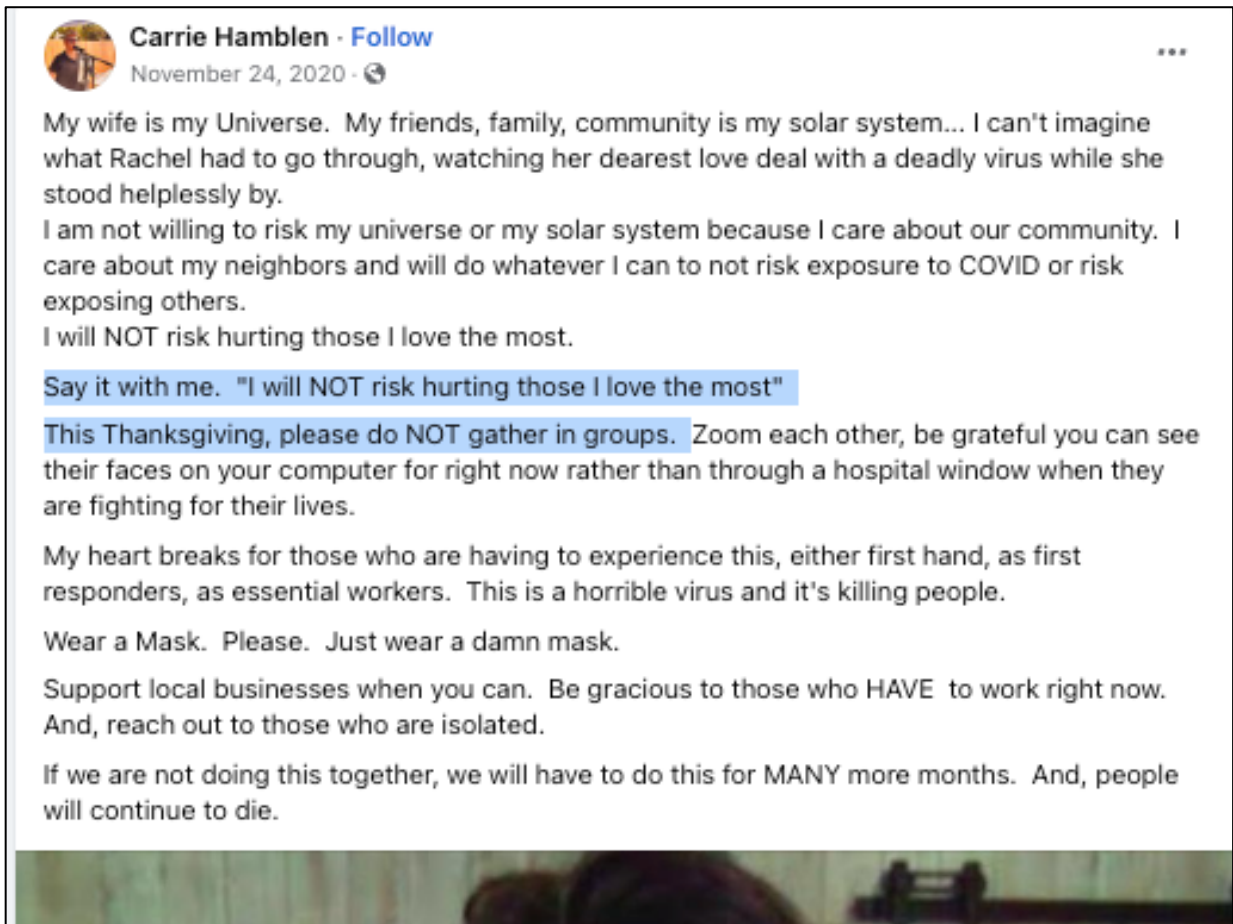 Carrie Hamblen · Follow
November 24, 2020 ·
My wife is my Universe.  My friends, family, community is my solar system... I can't imagine
what Rachel had to go through, watching her dearest love deal with a deadly virus while she
stood helplessly by.
I am not willing to risk my universe or my solar system because I care about our community.  I
care about my neighbors and will do whatever I can to not risk exposure to COVID or risk
exposing others.
I will NOT risk hurting those I love the most.
Say it with me.  "I will NOT risk hurting those I love the most"
This Thanksgiving, please do NOT gather in groups.  Zoom each other, be grateful you can see
their faces on your computer for right now rather than through a hospital window when they
are fighting for their lives.
My heart breaks for those who are having to experience this, either first hand, as first
responders, as essential workers.  This is a horrible virus and it's killing people.
Wear a Mask.  Please.  Just wear a damn mask.
Support local businesses when you can.  Be gracious to those who HAVE  to work right now.
And, reach out to those who are isolated.
If we are not doing this together, we will have to do this for MANY more months.  And, people
will continue to die.